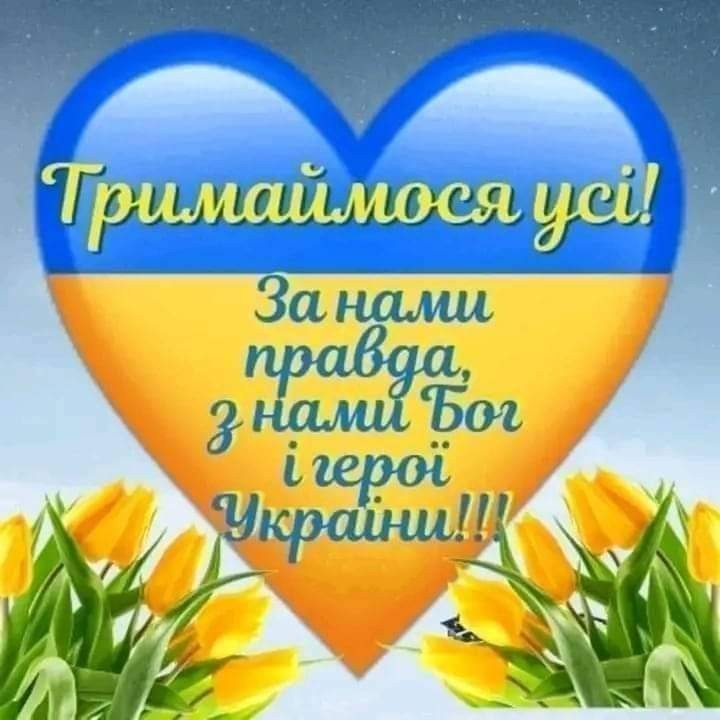 Тримаймося усі!
За нами
правда,
з нами Бог
і герої
України!!!